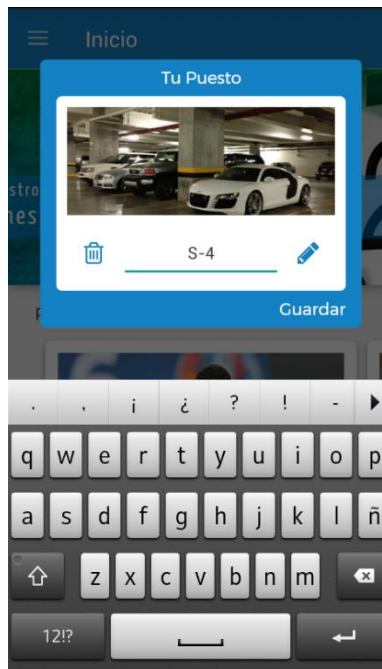 Inicio
Tu Puesto
S-4
Guardar
. , ¡ ¿ ? ! -
q w e r t y u i o p
a s d f g h j k l ñ
z x c v b n m
12!?